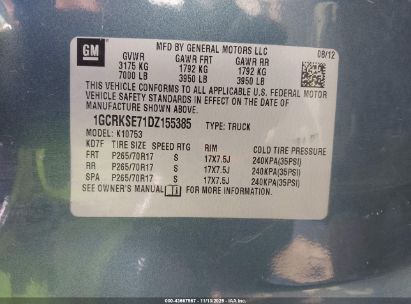 GM
MFD BY GENERAL MOTORS LLC
08/12
GVWR GAWR FRT GAWR RR
3175 KG 1792 KG 1792 KG
7000 LB 3950 LB 3950 LB
THIS VEHICLE CONFORMS TO ALL APPLICABLE U.S. FEDERAL MOTOR
VEHICLE SAFETY STANDARDS IN EFFECT ON THE DATE OF
MANUFACTURE SHOWN ABOVE
1GCRKSE71DZ155385 TYPE: TRUCK
MODEL: K10753
KD7F TIRE SIZE SPEED RTG RIM COLD TIRE PRESSURE
FRT P265/70R17 S 17X7.5J 240KPA(35PSI)
RR P265/70R17 S 17X7.5J 240KPA(35PSI)
SPA P265/70R17 S 17X7.5J 240KPA(35PSI)
SEE OWNER'S MANUAL FOR MORE INFORMATION